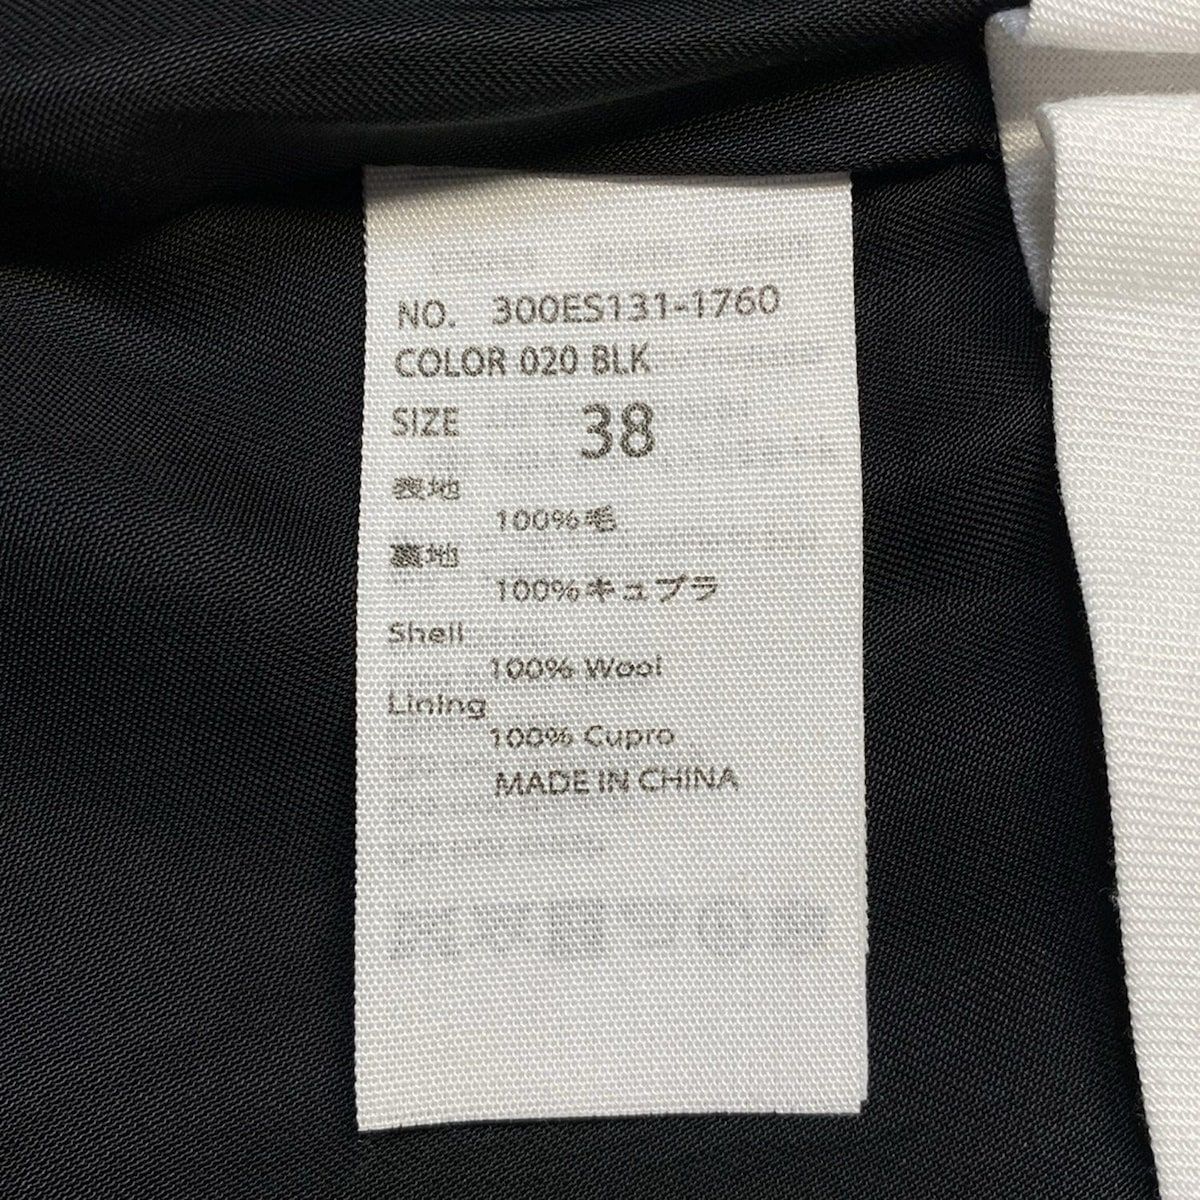 NO. 300ES131-1760
COLOR 020 BLK
SIZE 38
表地
100%毛
裏地
100%キュプラ
Shell
100% Wool
Lining
100% Cupro
MADE IN CHINA